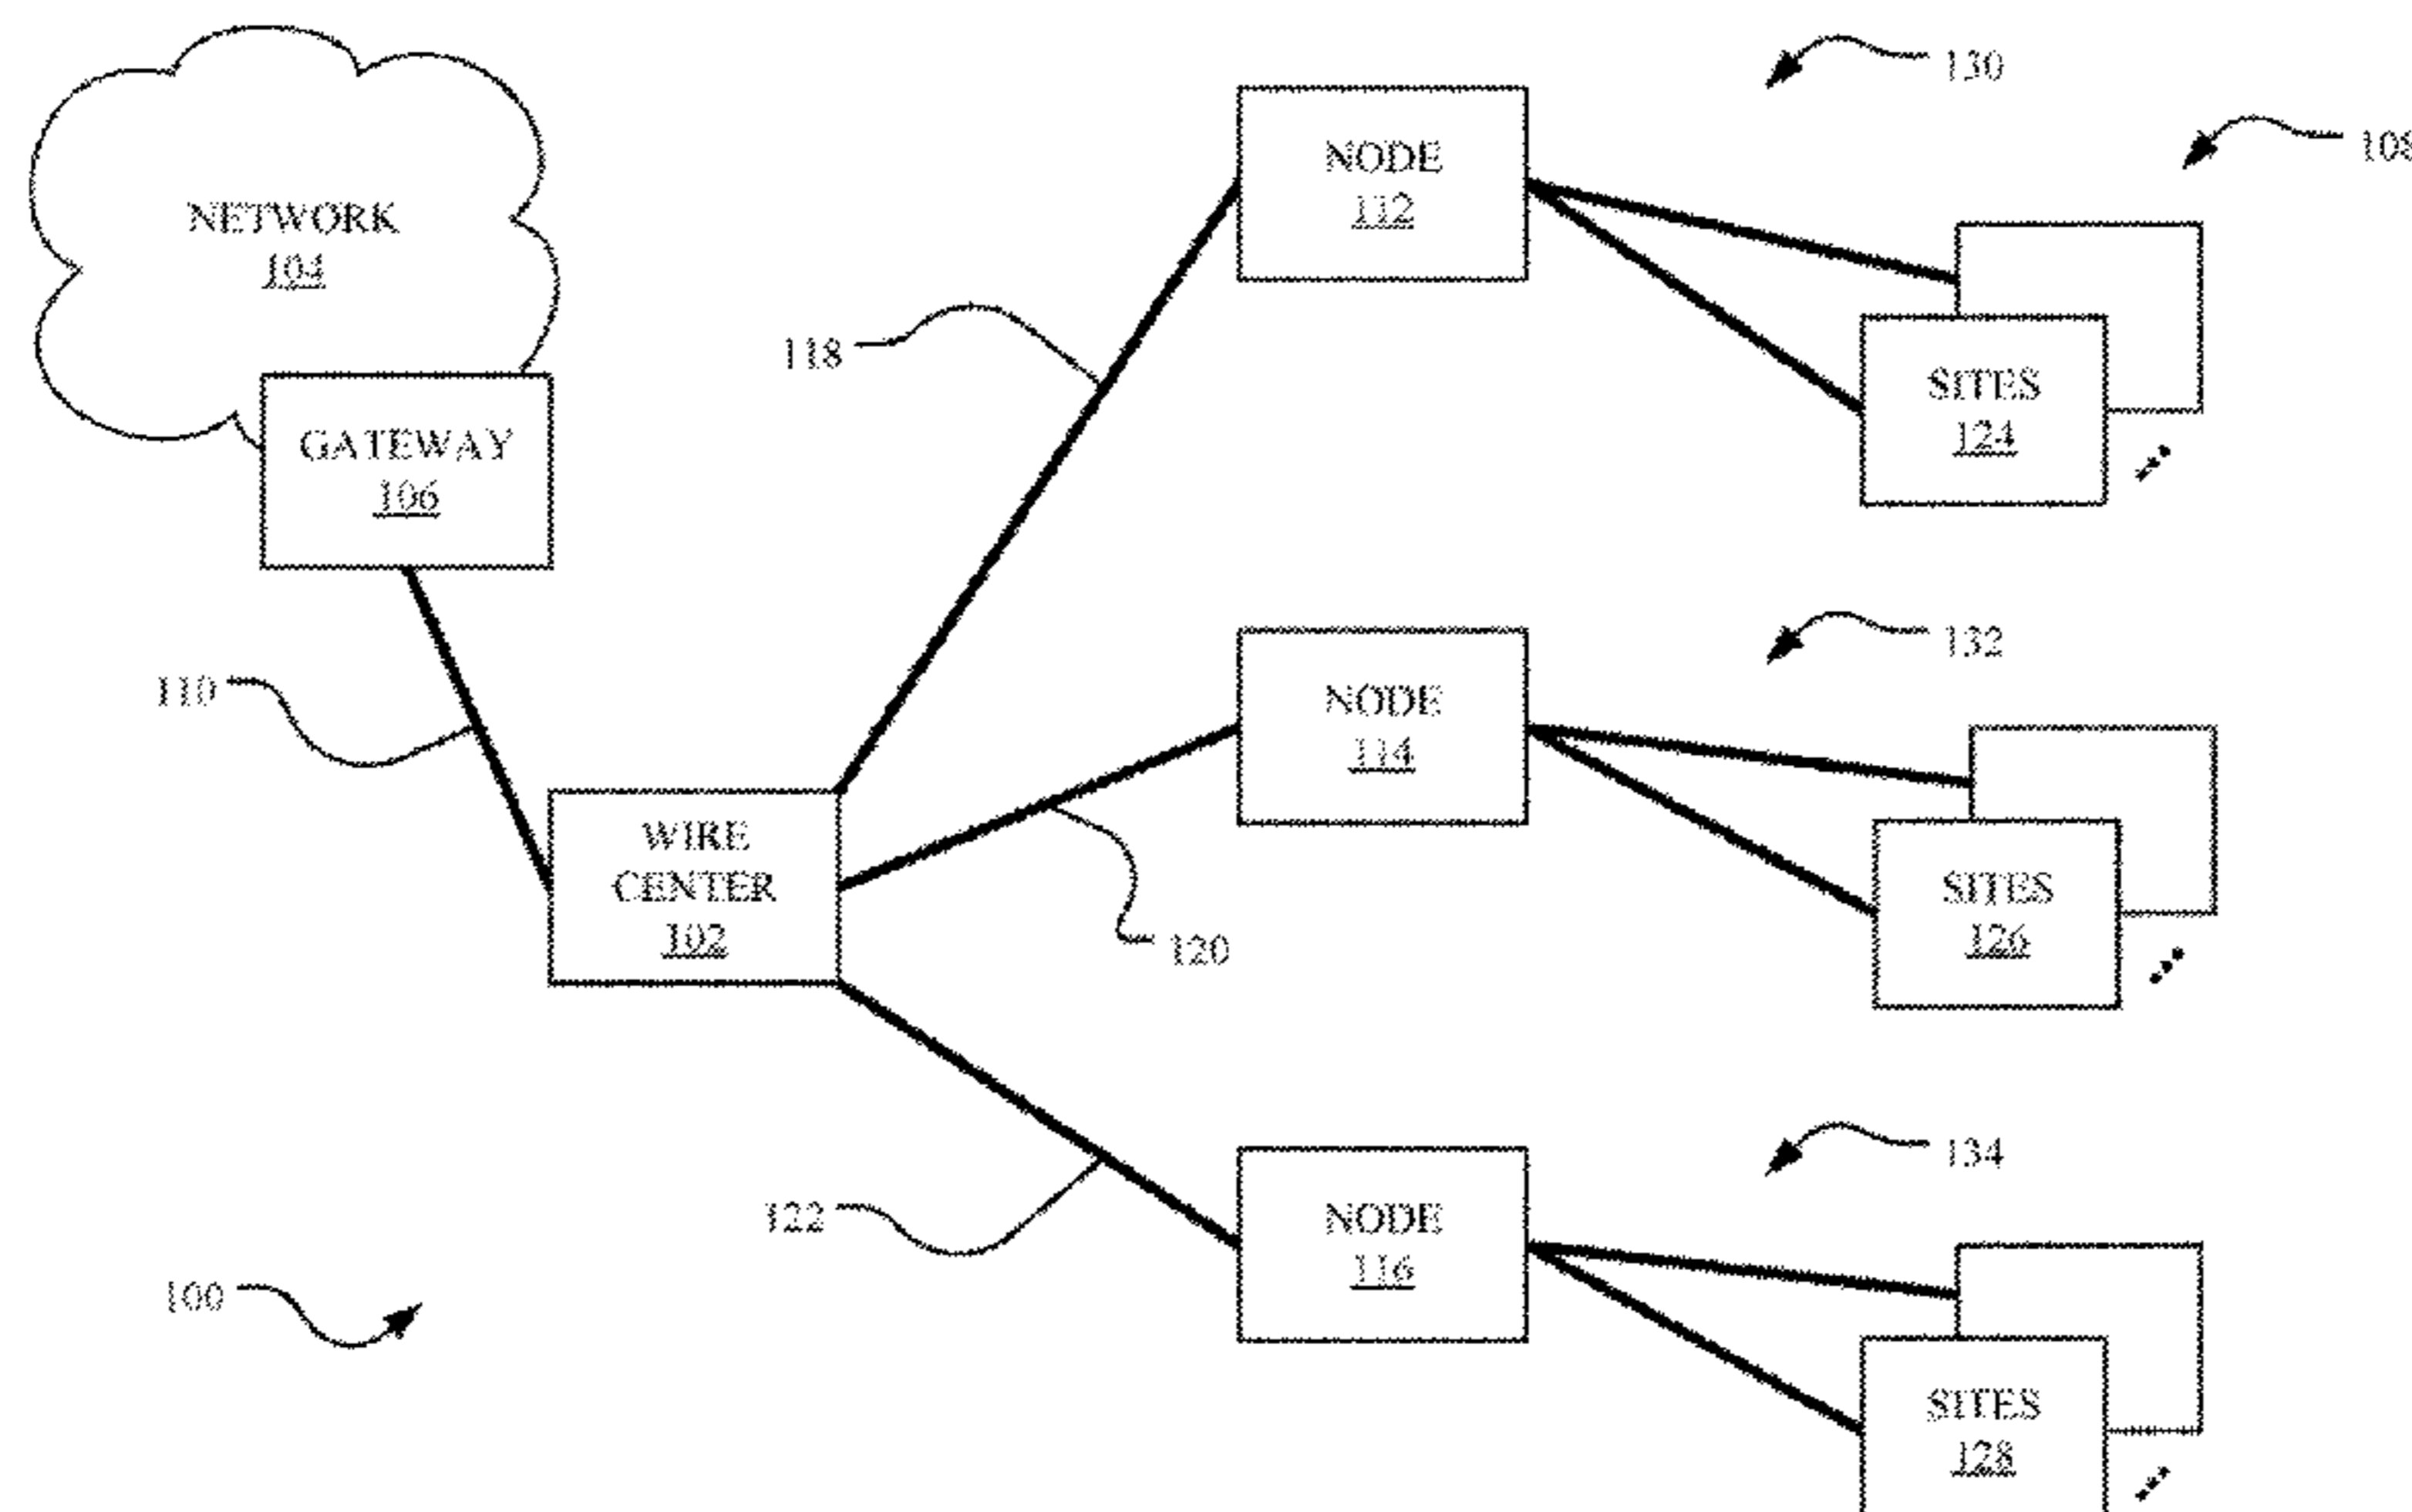 130
108
NODE
112
NETWORK
104
118
SITES
124
GATEWAY
106
132
110
NODE
114
WIRE
CENTER
102
120
SITES
126
134
122
NODE
116
100
SITES
128